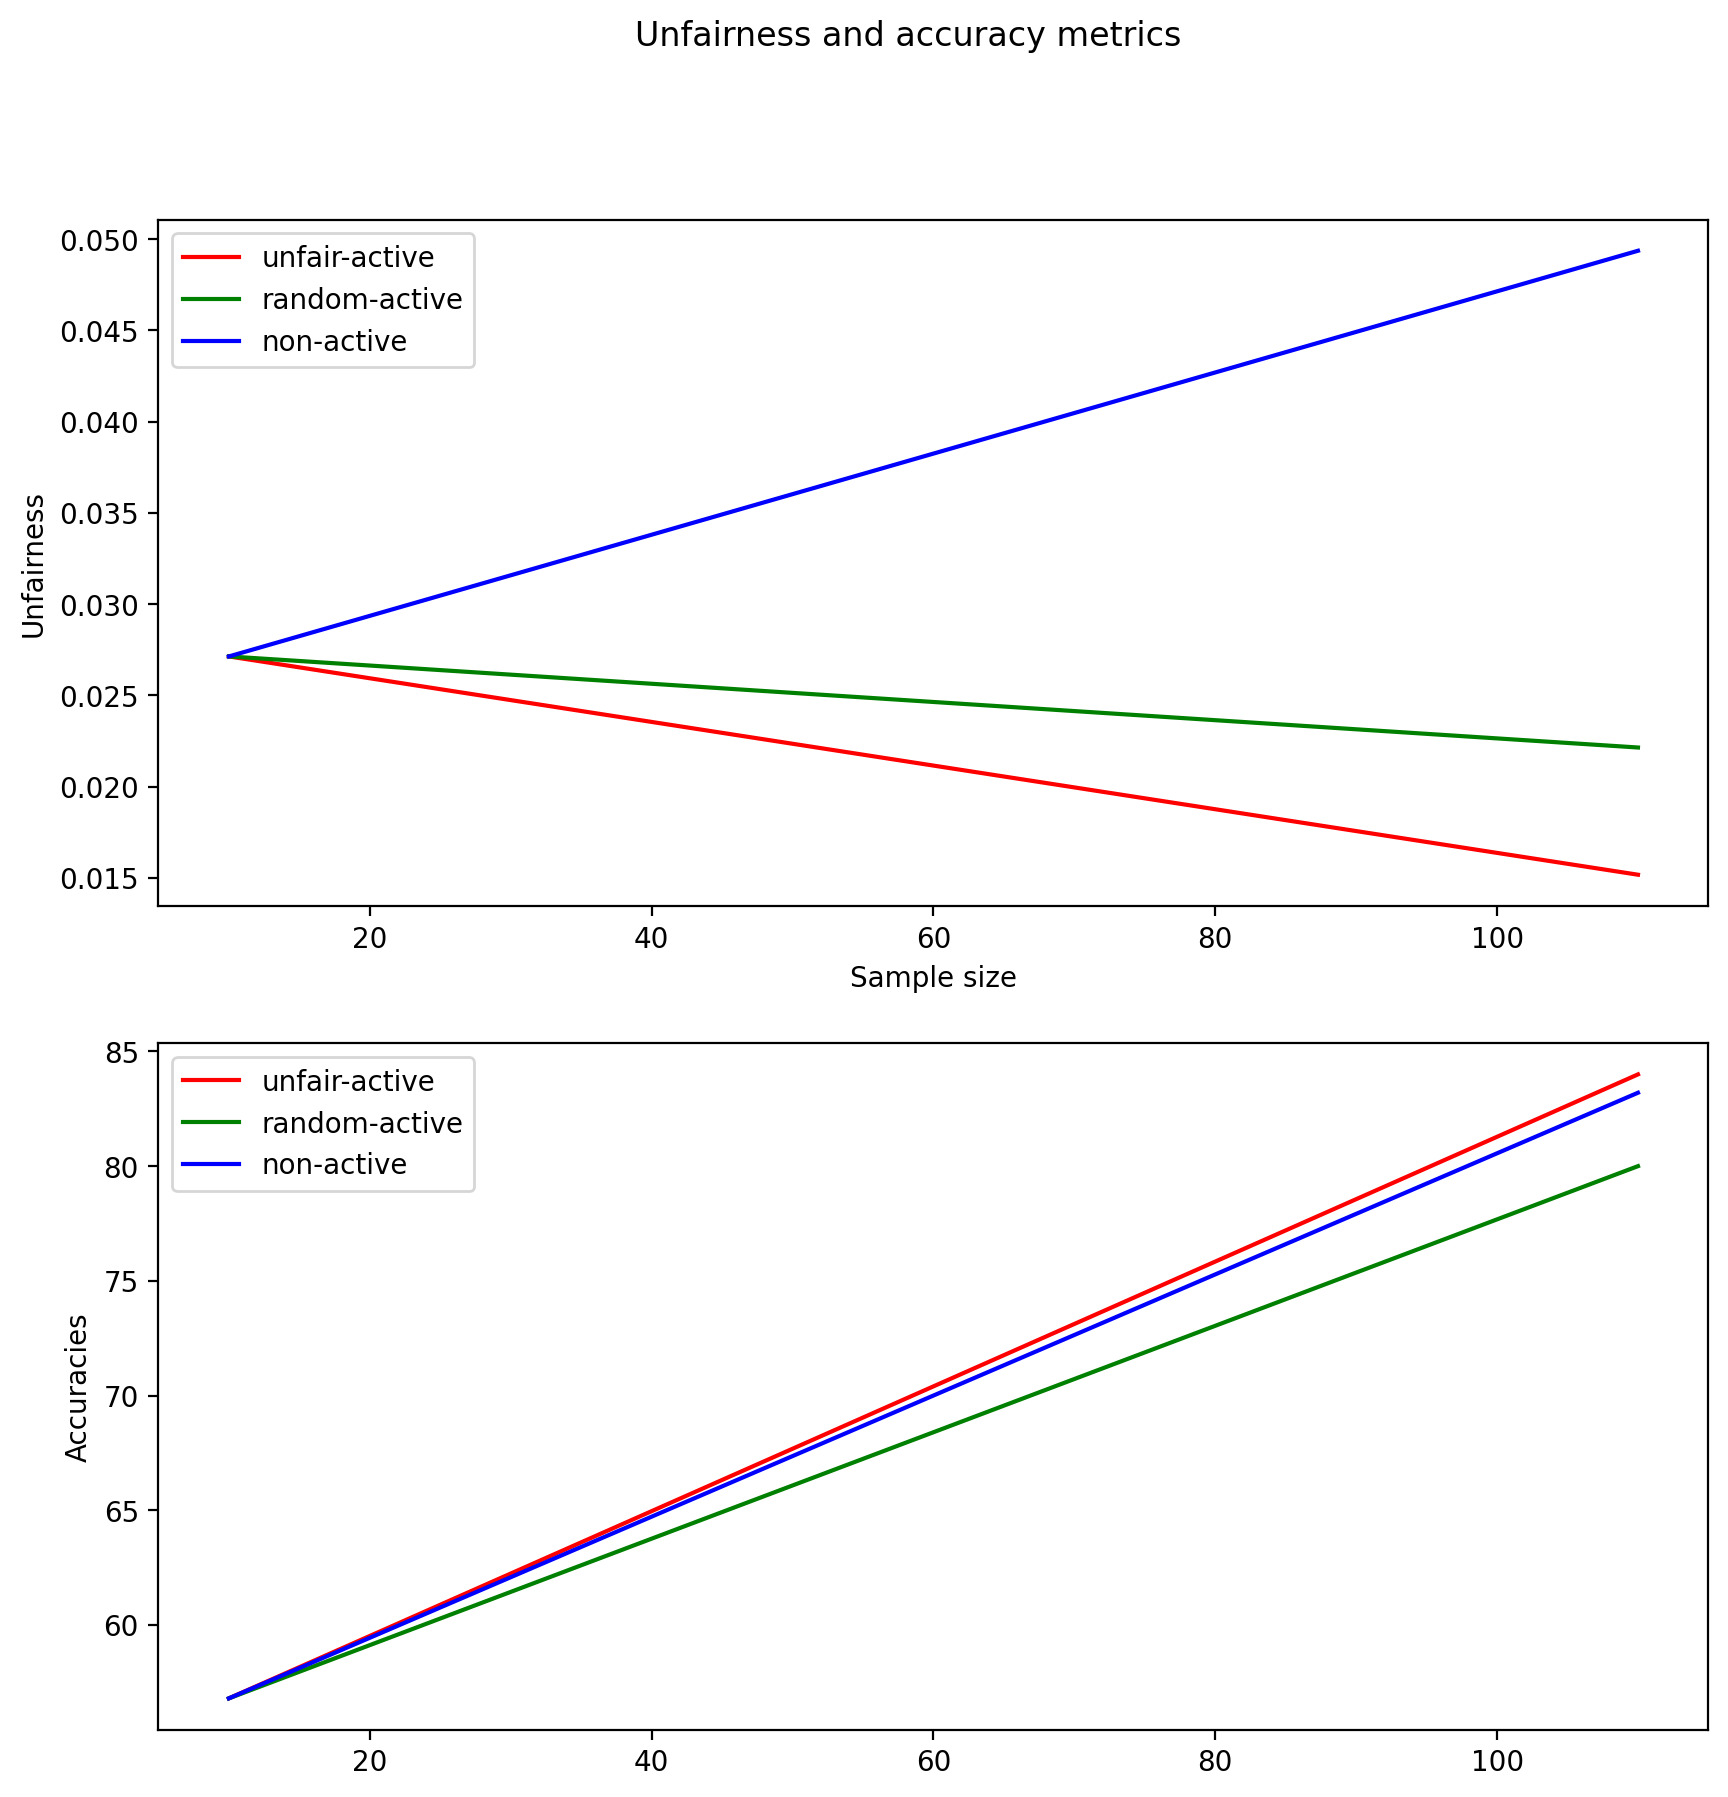 Unfairness and accuracy metrics
0.050
0.045
0.040
0.035
0.030
0.025
0.020
0.015
Unfairness
unfair-active
random-active
non-active
20 40 60 80 100
Sample size
85
80
75
70
65
60
Accuracies
unfair-active
random-active
non-active
20 40 60 80 100